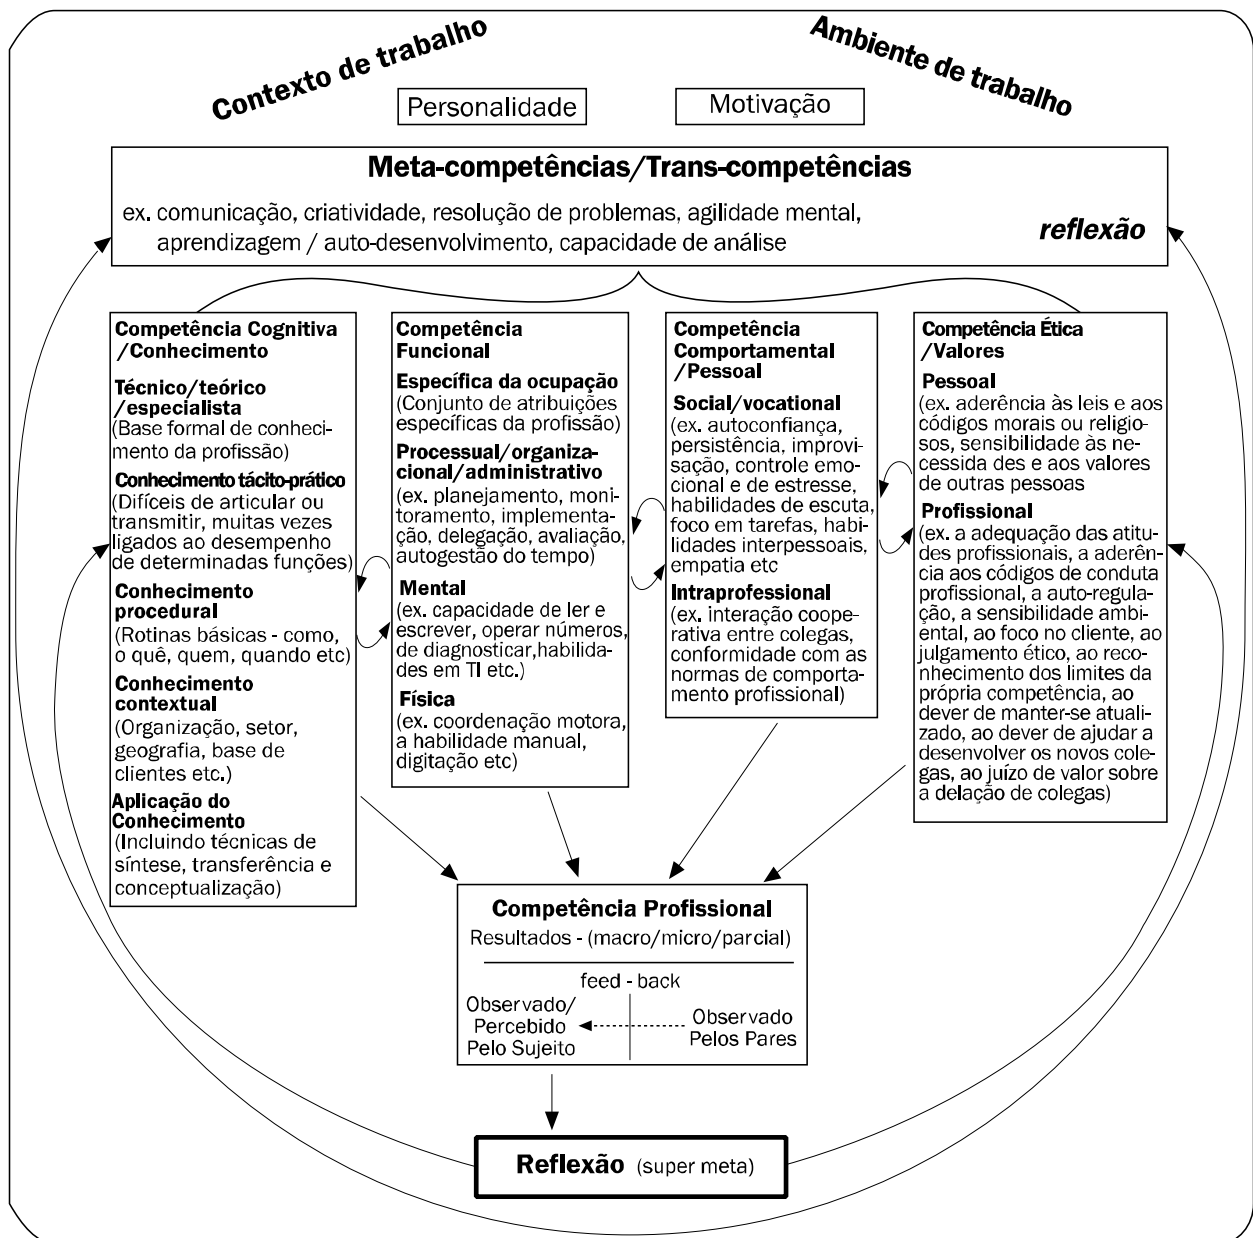 Contexto de trabalho
Ambiente de trabalho
Personalidade
Motivação
Meta-competências/Trans-competências
ex. comunicação, criatividade, resolução de problemas, agilidade mental,
aprendizagem / auto-desenvolvimento, capacidade de análise
reflexão
Competência Cognitiva
/Conhecimento
Técnico/teórico
/especialista
(Base formal de conheci
mento da profissão)
Conhecimento tácito-prático
(Difíceis de articular ou
transmitir, muitas vezes
ligados ao desempenho
de determinadas funções)
Conhecimento
procedural
(Rotinas básicas - como,
o quê, quem, quando etc)
Conhecimento
contextual
(Organização, setor,
geografia, base de
clientes etc.)
Aplicação do
Conhecimento
(Incluindo técnicas de
síntese, transferência e
conceptualização)
Competência
Funcional
Específica da ocupação
(Conjunto de atribuições
específicas da profissão)
Processual/organiza
cional/administrativo
(ex. planejamento, moni
toramento, implementa
ção, delegação, avaliação,
autogestão do tempo)
Mental
(ex. capacidade de ler e
escrever, operar números,
de diagnosticar,habilida
des em TI etc.)
Física
(ex. coordenação motora,
a habilidade manual,
digitação etc)
Competência
Comportamental
/Pessoal
Social/vocational
(ex. autoconfiança,
persistência, improvi
sação, controle emo
cional e de estresse,
habilidades de escuta,
foco em tarefas, habi
lidades interpessoais,
empatia etc
Intraprofessional
(ex. interação coope
rativa entre colegas,
conformidade com as
normas de comporta
mento profissional)
Competência Ética
/Valores
Pessoal
(ex. aderência às leis e aos
códigos morais ou religio
sos, sensibilidade às ne
cessida des e aos valores
de outras pessoas
Profissional
(ex. a adequação das atitu
des profissionais, a aderên
cia aos códigos de conduta
profissional, a auto-regula
ção, a sensibilidade ambi
ental, ao foco no cliente, ao
julgamento ético, ao reco
nhecimento dos limites da
própria competência, ao
dever de manter-se atuali
zado, ao dever de ajudar a
desenvolver os novos cole
gas, ao juízo de valor sobre
a delação de colegas)
Competência Profissional
Resultados - (macro/micro/parcial)
feed - back
Observado/
Percebido
Pelo Sujeito
Observado
Pelos Pares
Reflexão (super meta)